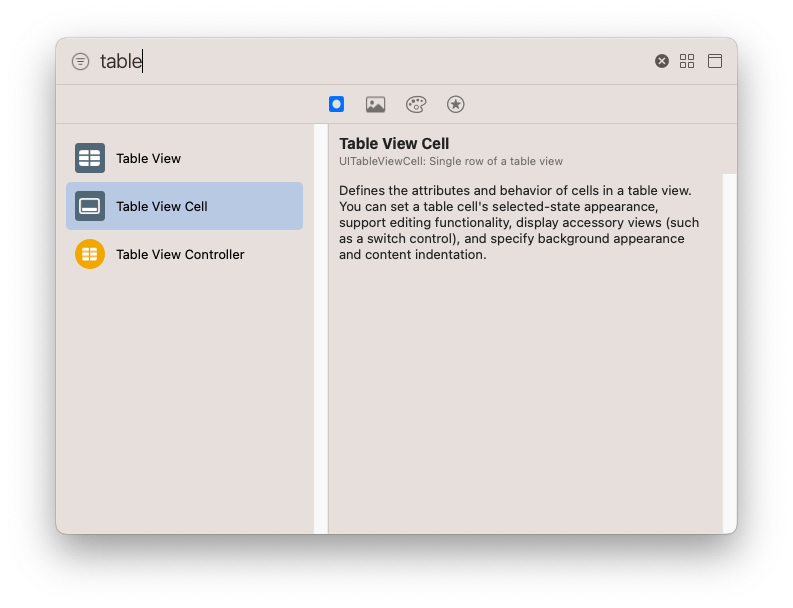 table
Table View
Table View Cell
Table View Controller
Table View Cell
UITableViewCell: Single row of a table view
Defines the attributes and behavior of cells in a table view.
You can set a table cell's selected-state appearance,
support editing functionality, display accessory views (such
as a switch control), and specify background appearance
and content indentation.